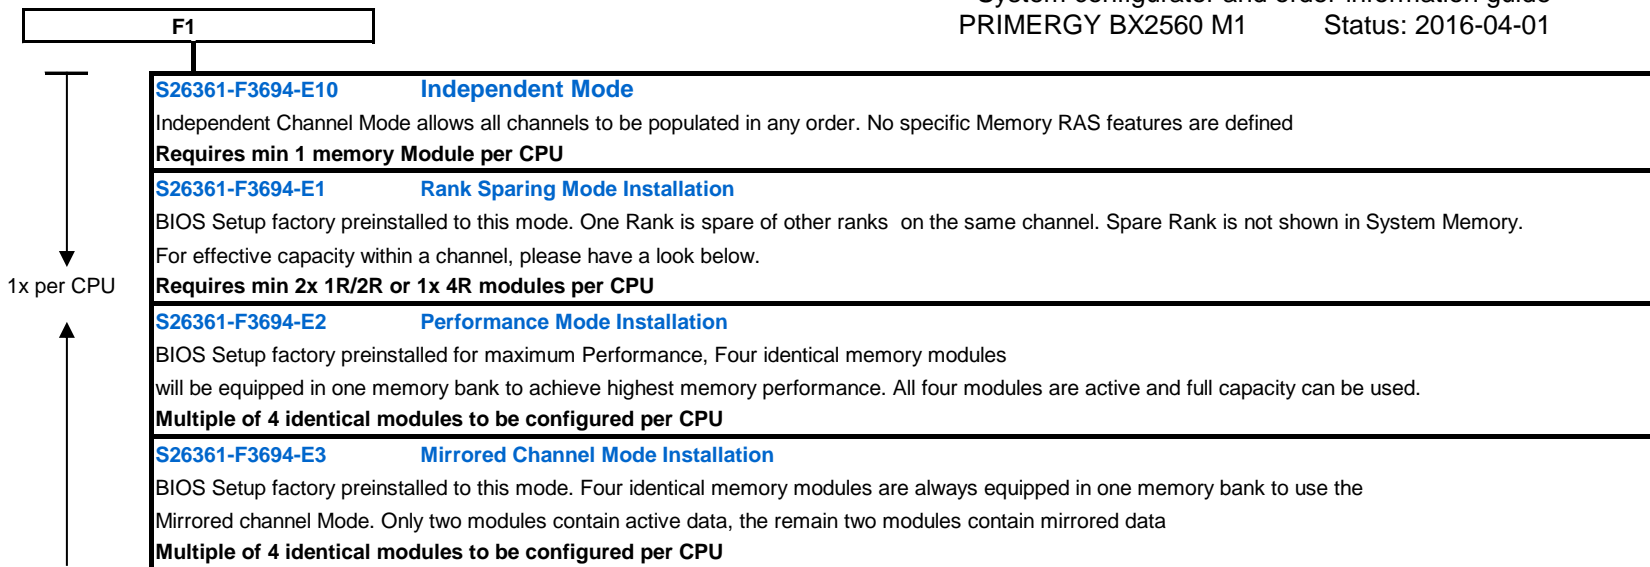 System configurator and order information guide
F1
PRIMERGY BX2560 M1 Status: 2016-04-01
S26361-F3694-E10 Independent Mode
Independent Channel Mode allows all channels to be populated in any order. No specific Memory RAS features are defined
Requires min 1 memory Module per CPU
S26361-F3694-E1 Rank Sparing Mode Installation
BIOS Setup factory preinstalled to this mode. One Rank is spare of other ranks on the same channel. Spare Rank is not shown in System Memory.
For effective capacity within a channel, please have a look below.
1x per CPU
Requires min 2x 1R/2R or 1x 4R modules per CPU
S26361-F3694-E2 Performance Mode Installation
BIOS Setup factory preinstalled for maximum Performance, Four identical memory modules
will be equipped in one memory bank to achieve highest memory performance. All four modules are active and full capacity can be used.
Multiple of 4 identical modules to be configured per CPU
S26361-F3694-E3 Mirrored Channel Mode Installation
BIOS Setup factory preinstalled to this mode. Four identical memory modules are always equipped in one memory bank to use the
Mirrored channel Mode. Only two modules contain active data, the remain two modules contain mirrored data
Multiple of 4 identical modules to be configured per CPU